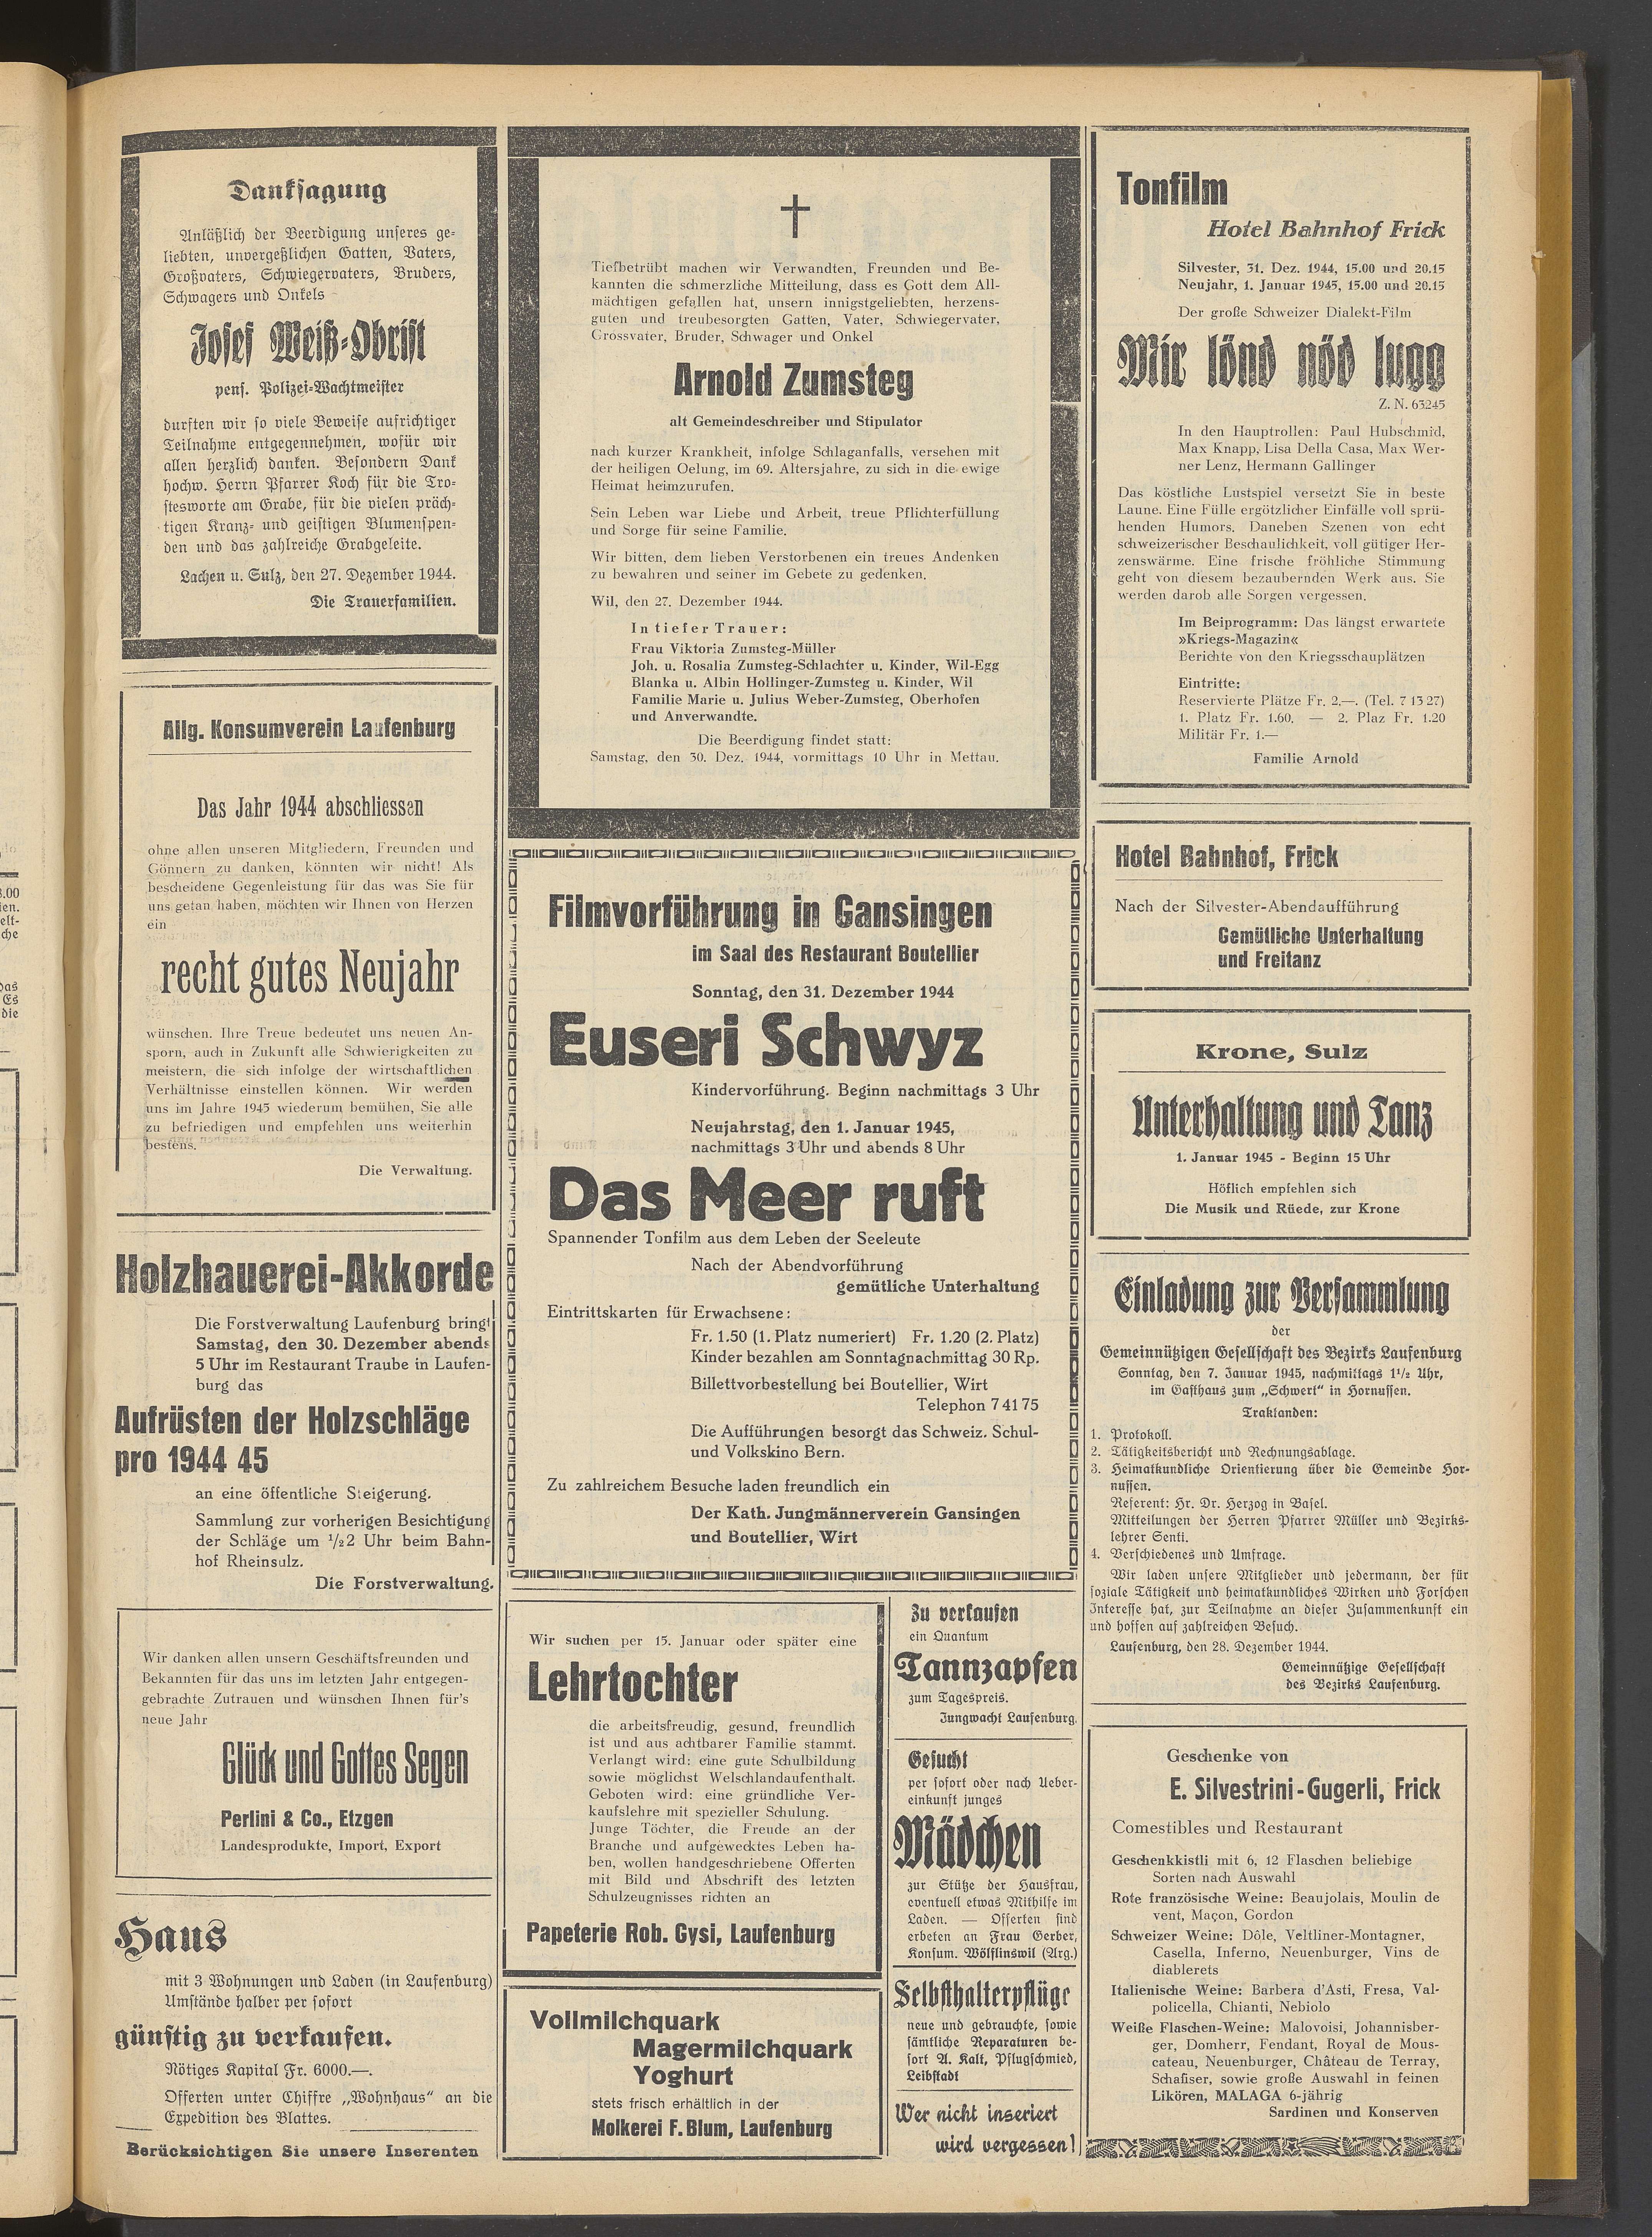 Danksagung
Anläßlich der Beerdigung unseres ge-
liebten, unvergeßlichen Gatten, Vaters,
Großvaters, Schwiegervaters, Bruders,
Schwagers und Onkels
Josef Weiß-Obrist
pens. Polizei-Wachtmeister
durften wir so viele Beweise aufrichtiger
Teilnahme entgegennehmen, wofür wir
allen herzlich danken. Besondern Dank
hochw. Herrn Pfarrer Koch für die Tro-
stesworte am Grabe, für die vielen präch-
tigen Kranz- und geistigen Blumenspen-
den und das zahlreiche Grabgeleite.
Lachen u. Sulz, den 27. Dezember 1944.
Die Trauerfamilien.
Allg. Konsumverein Laufenburg
Das Jahr 1944 abschliessen
ohne allen unseren Mitgliedern, Freunden und
Gönnern zu danken, könnten wir nicht! Als
bescheidene Gegenleistung für das was Sie für
uns getan haben, möchten wir Ihnen von Herzen
ein
recht gutes Neujahr
wünschen. Ihre Treue bedeutet uns neuen An-
sporn, auch in Zukunft alle Schwierigkeiten zu
meistern, die sich infolge der wirtschaftlichen
Verhältnisse einstellen können. Wir werden
uns im Jahre 1945 wiederum bemühen, Sie alle
zu befriedigen und empfehlen uns weiterhin
bestens.
Die Verwaltung.
Holzhauerei-Akkorde
Die Forstverwaltung Laufenburg bringt
Samstag, den 30. Dezember abends
5 Uhr im Restaurant Traube in Laufen-
burg das
Aufrüsten der Holzschläge
pro 1944 45
an eine öffentliche Steigerung.
Sammlung zur vorherigen Besichtigung
der Schläge um 1/22 Uhr beim Bahn-
hof Rheinsulz.
Die Forstverwaltung.
Wir danken allen unsern Geschäftsfreunden und
Bekannten für das uns im letzten Jahr entgegen-
gebrachte Zutrauen und wünschen Ihnen für's
neue Jahr
Glück und Gottes Segen
Perlini & Co., Etzgen
Landesprodukte, Import, Export
Haus
mit 3 Wohnungen und Laden (in Laufenburg)
Umstände halber per sofort
günstig zu verkaufen.
Nötiges Kapital Fr. 6000.—.
Offerten unter Chiffre „Wohnhaus“ an die
Expedition des Blattes.
Berücksichtigen Sie unsere Inserenten
Tiefbetrübt machen wir Verwandten, Freunden und Be-
kannten die schmerzliche Mitteilung, dass es Gott dem All-
mächtigen gefallen hat, unsern innigstgeliebten, herzens-
guten und treubesorgten Gatten, Vater, Schwiegervater,
Grossvater, Bruder, Schwager und Onkel
Arnold Zumsteg
alt Gemeindeschreiber und Stipulator
nach kurzer Krankheit, infolge Schlaganfalls, versehen mit
der heiligen Oelung, im 69. Altersjahre, zu sich in die ewige
Heimat heimzurufen.
Sein Leben war Liebe und Arbeit, treue Pflichterfüllung
und Sorge für seine Familie.
Wir bitten, dem lieben Verstorbenen ein treues Andenken
zu bewahren und seiner im Gebete zu gedenken.
Wil, den 27. Dezember 1944.
In tiefer Trauer:
Frau Viktoria Zumsteg-Müller
Joh. u. Rosalia Zumsteg-Schlachter u. Kinder, Wil-Egg
Blanka u. Albin Hollinger-Zumsteg u. Kinder, Wil
Familie Marie u. Julius Weber-Zumsteg, Oberhofen
und Anverwandte.
Die Beerdigung findet statt:
Samstag, den 30. Dez. 1944, vormittags 10 Uhr in Mettau.
Filmvorführung in Gansingen
im Saal des Restaurant Boutellier
Sonntag, den 31. Dezember 1944
Euseri Schwyz
Kindervorführung. Beginn nachmittags 3 Uhr
Neujahrstag, den 1. Januar 1945,
nachmittags 3 Uhr und abends 8 Uhr
Das Meer ruft
Spannender Tonfilm aus dem Leben der Seeleute
Nach der Abendvorführung
gemütliche Unterhaltung
Eintrittskarten für Erwachsene:
Fr. 1.50 (1. Platz numeriert) Fr. 1.20 (2. Platz)
Kinder bezahlen am Sonntagnachmittag 30 Rp.
Billettvorbestellung bei Boutellier, Wirt
Telephon 7 41 75
Die Aufführungen besorgt das Schweiz. Schul-
und Volkskino Bern.
Zu zahlreichem Besuche laden freundlich ein
Der Kath. Jungmännerverein Gansingen
und Boutellier, Wirt
Wir suchen per 15. Januar oder später eine
Lehrtochter
die arbeitsfreudig, gesund, freundlich
ist und aus achtbarer Familie stammt.
Verlangt wird: eine gute Schulbildung
sowie möglichst Welschlandaufenthalt.
Geboten wird: eine gründliche Ver-
kaufslehre mit spezieller Schulung.
Junge Töchter, die Freude an der
Branche und aufgewecktes Leben ha-
ben, wollen handgeschriebene Offerten
mit Bild und Abschrift des letzten
Schulzeugnisses richten an
Papeterie Rob. Gysi, Laufenburg
Vollmilchquark
Magermilchquark
Yoghurt
stets frisch erhältlich in der
Molkerei F. Blum, Laufenburg
Zu verkaufen
ein Quantum
Tannzapfen
zum Tagespreis.
Jungwacht Laufenburg.
Gesucht
per sofort oder nach Ueber-
einkunft junges
Mädchen
zur Stütze der Hausfrau,
eventuell etwas Mithilfe im
Laden. — Offerten sind
erbeten an Frau Gerber,
Konsum. Wölflinswil (Arg.)
Selbsthalterpflüge
neue und gebrauchte, sowie
sämtliche Reparaturen be-
sort A. Kalt, Pflugschmied,
Leibstadt
Wer nicht inseriert
wird vergessen!
Tonfilm
Hotel Bahnhof Frick
Silvester, 31. Dez. 1944, 15.00 und 20.15
Neujahr, 1. Januar 1945, 15.00 und 20.15
Der große Schweizer Dialekt-Film
Mir lönd nöd lugg
Z. N. 63245
In den Hauptrollen: Paul Hubschmid,
Max Knapp, Lisa Della Casa, Max Wer-
ner Lenz, Hermann Gallinger
Das köstliche Lustspiel versetzt Sie in beste
Laune. Eine Fülle ergötzlicher Einfälle voll sprü-
henden Humors. Daneben Szenen von echt
schweizerischer Beschaulichkeit, voll gütiger Her-
zenswärme. Eine frische fröhliche Stimmung
geht von diesem bezaubernden Werk aus. Sie
werden darob alle Sorgen vergessen.
Im Beiprogramm: Das längst erwartete
»Kriegs-Magazin«
Berichte von den Kriegsschauplätzen
Eintritte:
Reservierte Plätze Fr. 2.—. (Tel. 7 13 27)
1. Platz Fr. 1.60. — 2. Plaz Fr. 1.20
Militär Fr. 1.—
Familie Arnold
Hotel Bahnhof, Frick
Nach der Silvester-Abendaufführung
Gemütliche Unterhaltung
und Freitanz
Krone, Sulz
Unterhaltung und Tanz
1. Januar 1945 - Beginn 15 Uhr
Höflich empfehlen sich
Die Musik und Rüede, zur Krone
Einladung zur Versammlung
der
Gemeinnützigen Gesellschaft des Bezirks Laufenburg
Sonntag, den 7. Januar 1945, nachmittags 1 1/2 Uhr,
im Gasthaus zum „Schwert“ in Hornussen.
Traktanden:
1. Protokoll.
2. Tätigkeitsbericht und Rechnungsablage.
3. Heimatkundliche Orientierung über die Gemeinde Hor-
nussen.
Referent: Hr. Dr. Herzog in Basel.
Mitteilungen der Herren Pfarrer Müller und Bezirks-
lehrer Senti.
4. Verschiedenes und Umfrage.
Wir laden unsere Mitglieder und jedermann, der für
soziale Tätigkeit und heimatkundliches Wirken und Forschen
Interesse hat, zur Teilnahme an dieser Zusammenkunft ein
und hoffen auf zahlreichen Besuch.
Laufenburg, den 28. Dezember 1944.
Gemeinnützige Gesellschaft
des Bezirks Laufenburg.
Geschenke von
E. Silvestrini-Gugerli, Frick
Comestibles und Restaurant
Geschenkkistli mit 6, 12 Flaschen beliebige
Sorten nach Auswahl
Rote französische Weine: Beaujolais, Moulin de
vent, Maçon, Gordon
Schweizer Weine: Dôle, Veltliner-Montagner,
Casella, Inferno, Neuenburger, Vins de
diablerets
Italienische Weine: Barbera d'Asti, Fresa, Val-
policella, Chianti, Nebiolo
Weiße Flaschen-Weine: Malovoisi, Johannisber-
ger, Domherr, Fendant, Royal de Mous-
cateau, Neuenburger, Château de Terray,
Schafiser, sowie große Auswahl in feinen
Likören, MALAGA 6-jährig
Sardinen und Konserven